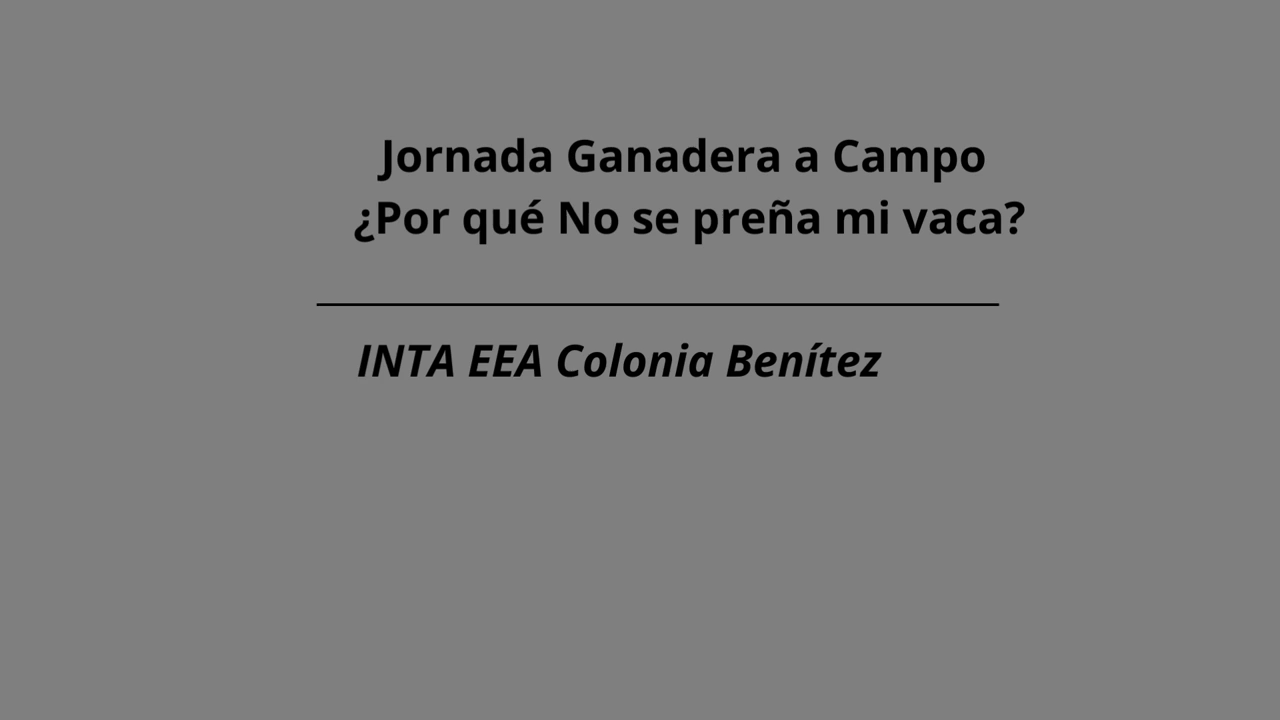 Jornada Ganadera a Campo
¿Por qué No se preña mi vaca?
INTA EEA Colonia Benítez